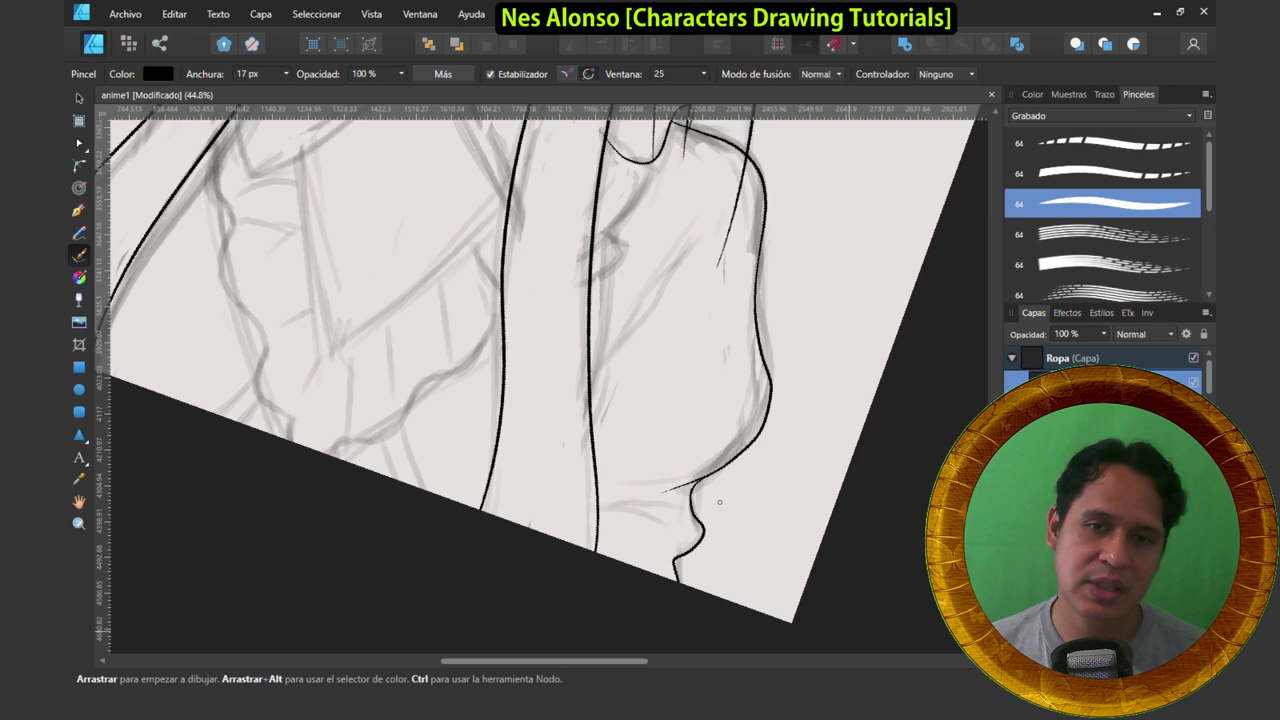 Nes Alonso [Characters Drawing Tutorials]
Archivo Editar Texto Capa Seleccionar Vista Ventana Ayuda
Pincel Color: Anchura: 17 px Opacidad: 100 % Más Estabilizador Ventana: 25 Modo de fusión: Normal Controlador: Ninguno
anime1 [Modificado] (44.8%)
Color Muestras Trazo Pinceles
px
Grabado
64
64
64
64
64
64
Capas Efectos Estilos ETx Inv
Opacidad: 100 % Normal
Ropa (Capa)
A
Arrastrar para empezar a dibujar. Arrastrar+Alt para usar el selector de color. Ctrl para usar la herramienta Nodo.